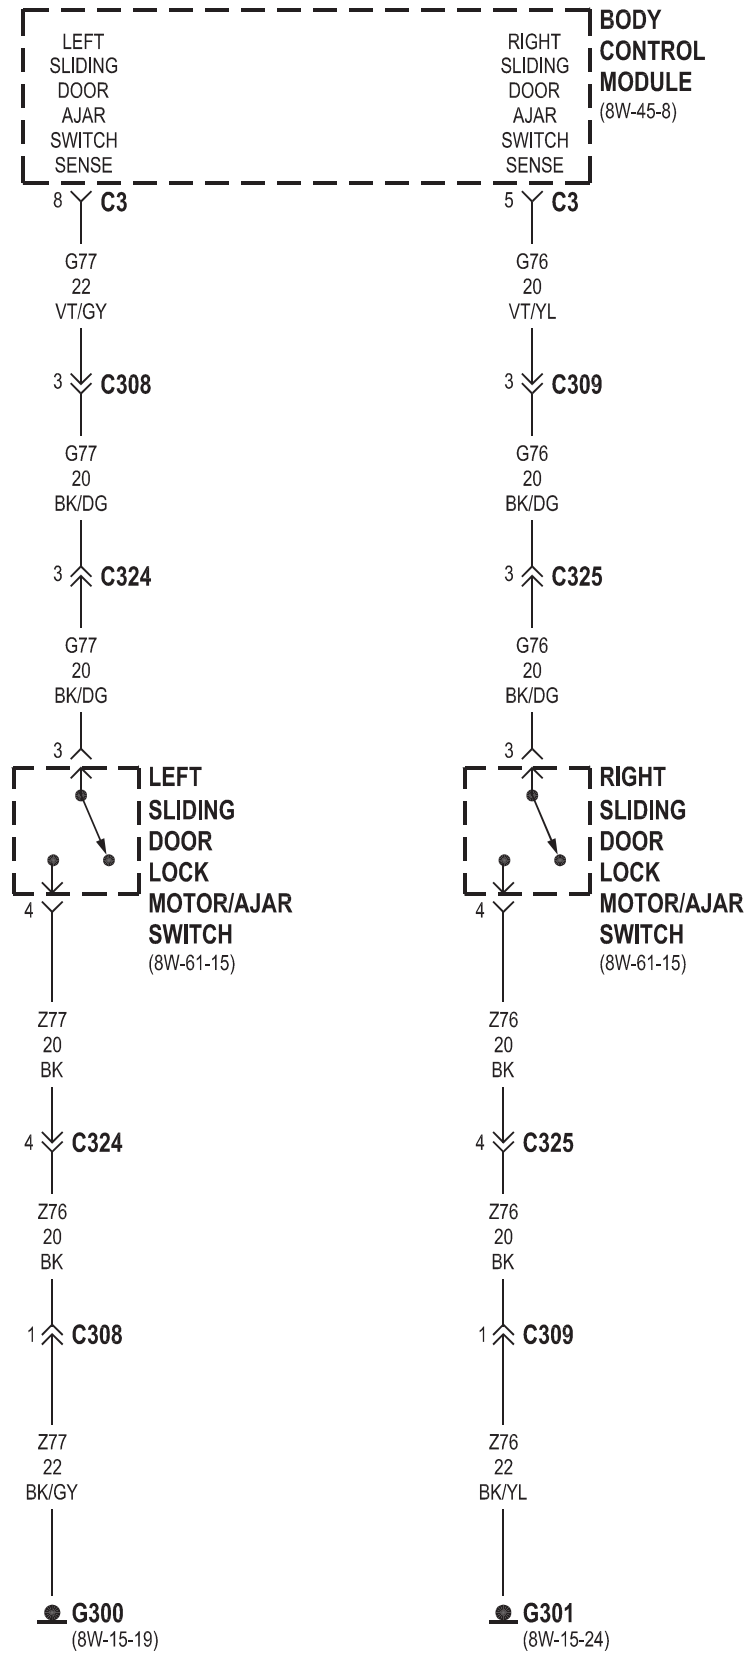 BODY
CONTROL
MODULE
(8W-45-8)
LEFT
SLIDING
DOOR
AJAR
SWITCH
SENSE
RIGHT
SLIDING
DOOR
AJAR
SWITCH
SENSE
8 C3
5 C3
G77
22
VT/GY
G76
20
VT/YL
3 C308
3 C309
G77
20
BK/DG
G76
20
BK/DG
3 C324
3 C325
G77
20
BK/DG
G76
20
BK/DG
3
3
LEFT
SLIDING
DOOR
LOCK
MOTOR/AJAR
SWITCH
(8W-61-15)
RIGHT
SLIDING
DOOR
LOCK
MOTOR/AJAR
SWITCH
(8W-61-15)
4
4
Z77
20
BK
Z76
20
BK
4 C324
4 C325
Z76
20
BK
Z76
20
BK
1 C308
1 C309
Z77
22
BK/GY
Z76
22
BK/YL
G300
(8W-15-19)
G301
(8W-15-24)